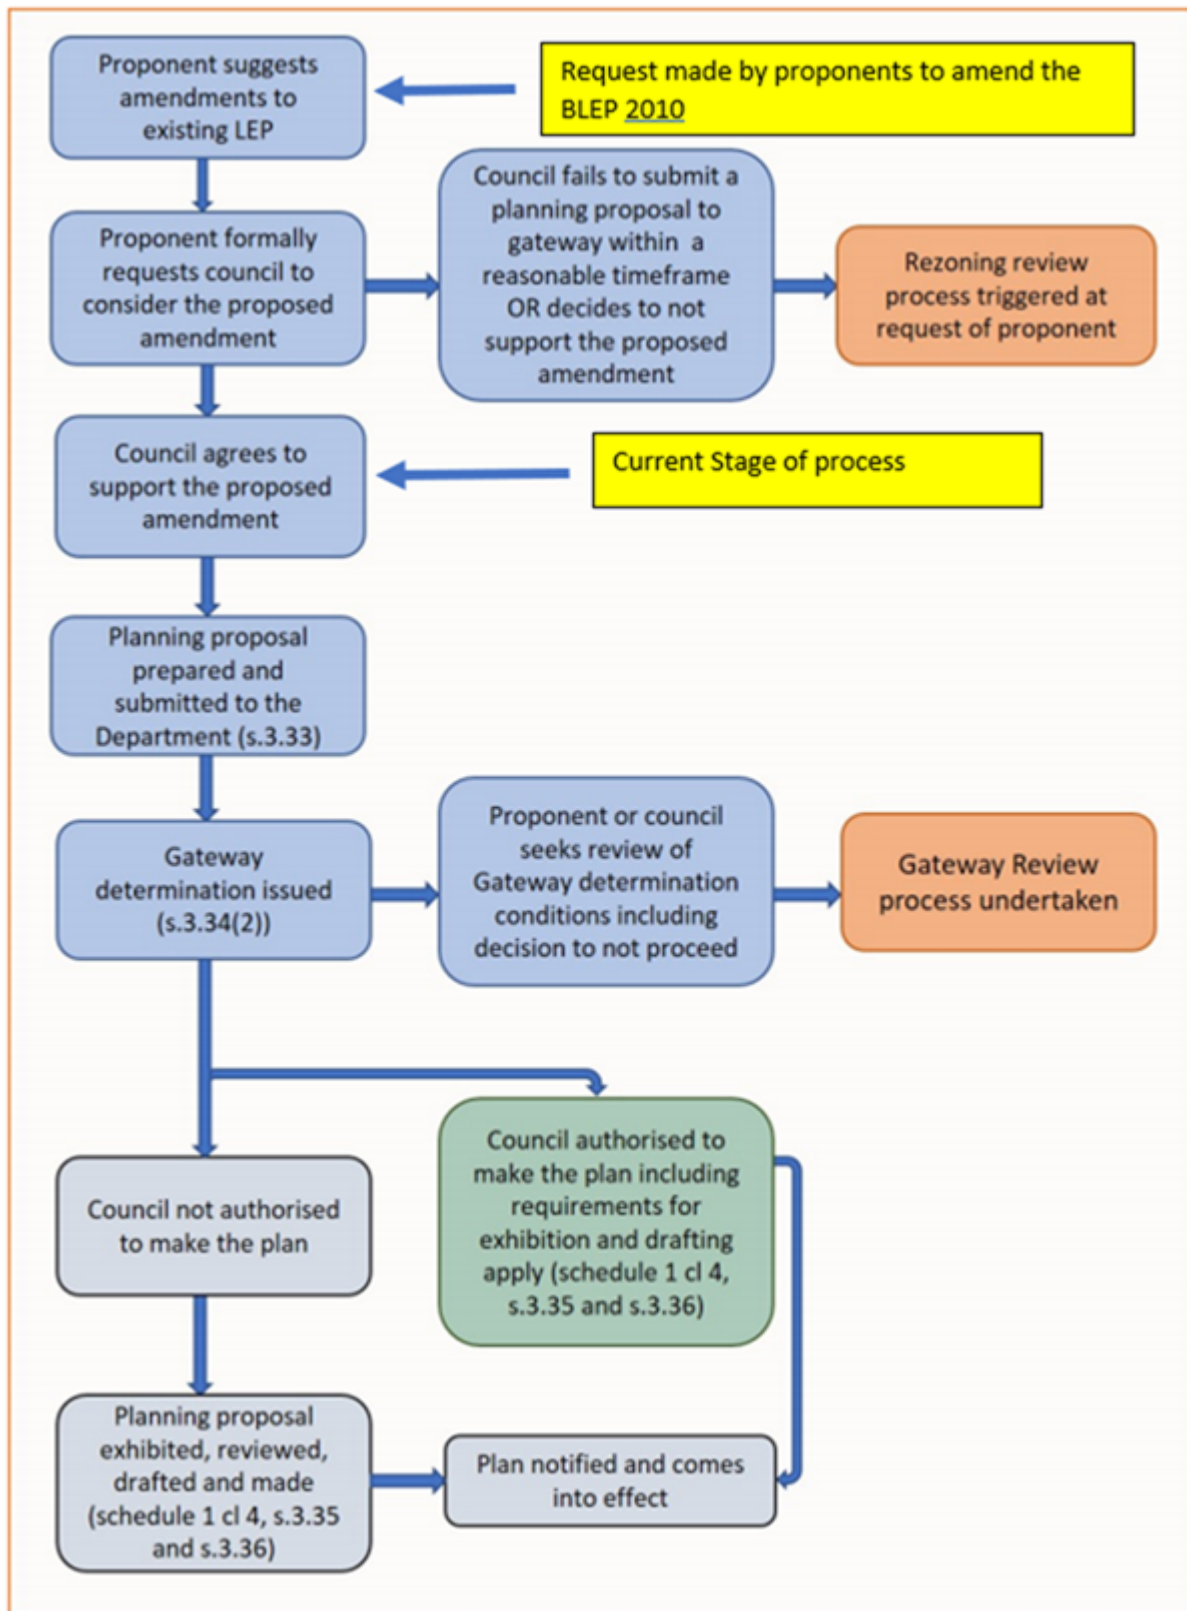 Proponent suggests
amendments to
existing LEP
Request made by proponents to amend the
BLEP 2010
Proponent formally
requests council to
consider the proposed
amendment
Council fails to submit a
planning proposal to
gateway within a
reasonable timeframe
OR decides to not
support the proposed
amendment
Rezoning review
process triggered at
request of proponent
Council agrees to
support the proposed
amendment
Current Stage of process
Planning proposal
prepared and
submitted to the
Department (s.3.33)
Gateway
determination issued
(s.3.34(2))
Proponent or council
seeks review of
Gateway determination
conditions including
decision to not proceed
Gateway Review
process undertaken
Council not authorised
to make the plan
Council authorised to
make the plan including
requirements for
exhibition and drafting
apply (schedule 1 cl 4,
s.3.35 and s.3.36)
Planning proposal
exhibited, reviewed,
drafted and made
(schedule 1 cl 4, s.3.35
and s.3.36)
Plan notified and comes
into effect